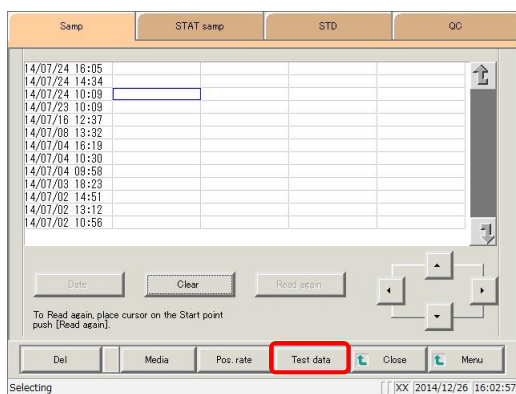 Samp STAT samp STD QC
14/07/24 16:05
14/07/24 14:34
14/07/24 10:09
14/07/23 10:09
14/07/16 12:37
14/07/08 13:32
14/07/04 16:19
14/07/04 10:30
14/07/04 09:58
14/07/03 18:23
14/07/02 14:51
14/07/02 13:12
14/07/02 10:56
Date Clear Read again
To Read again, place cursor on the Start point
push [Read again].
Del Media Pos. rate Test data Close Menu
Selecting XX 2014/12/26 16:02:57